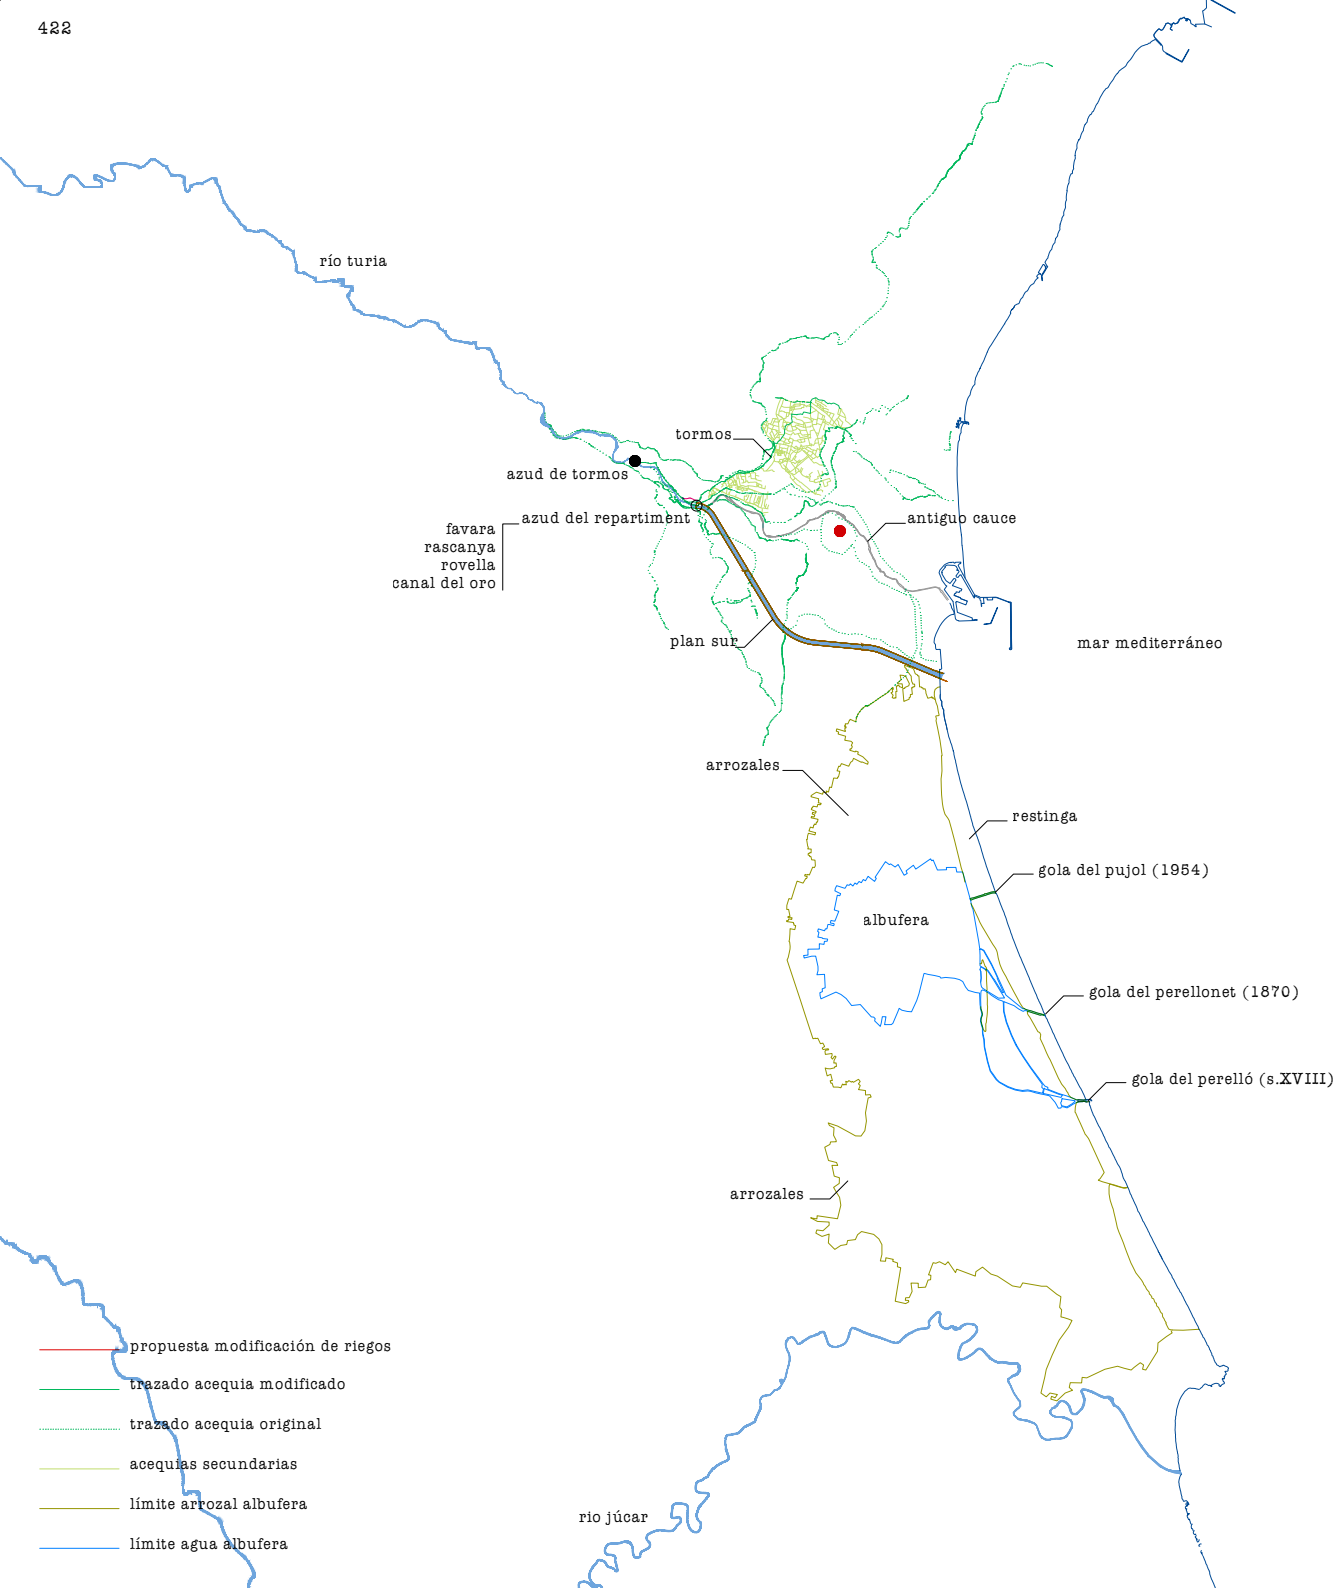 422
río turia
tormos
azud de tormos
azud del repartiment
antiguo cauce
favara
rascanya
rovella
canal del oro
plan sur
mar mediterráneo
arrozales
restinga
gola del pujol (1954)
albufera
gola del perellonet (1870)
gola del perelló (s.XVIII)
arrozales
propuesta modificación de riegos
trazado acequia modificado
trazado acequia original
acequias secundarias
límite arrozal albufera
límite agua albufera
rio júcar